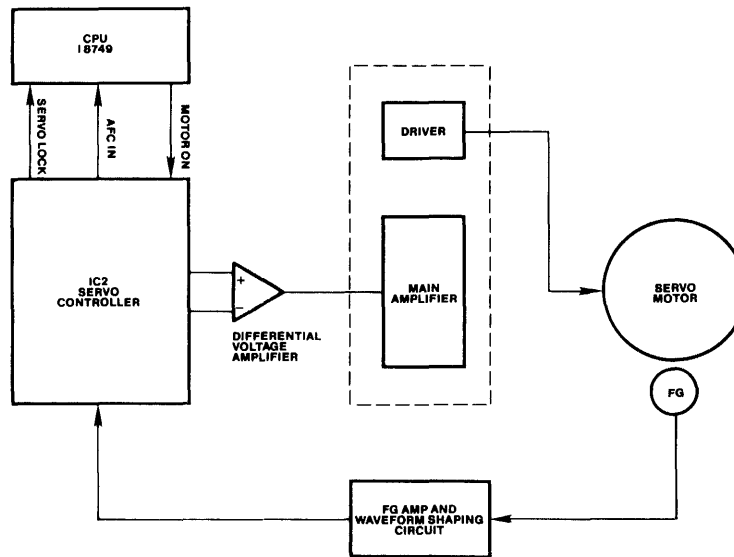 CPU
I 8749
SERVO LOCK
AFC IN
MOTOR ON
DRIVER
IC2
SERVO
CONTROLLER
+
−
DIFFERENTIAL
VOLTAGE
AMPLIFIER
MAIN
AMPLIFIER
SERVO
MOTOR
FG
FG AMP AND
WAVEFORM SHAPING
CIRCUIT